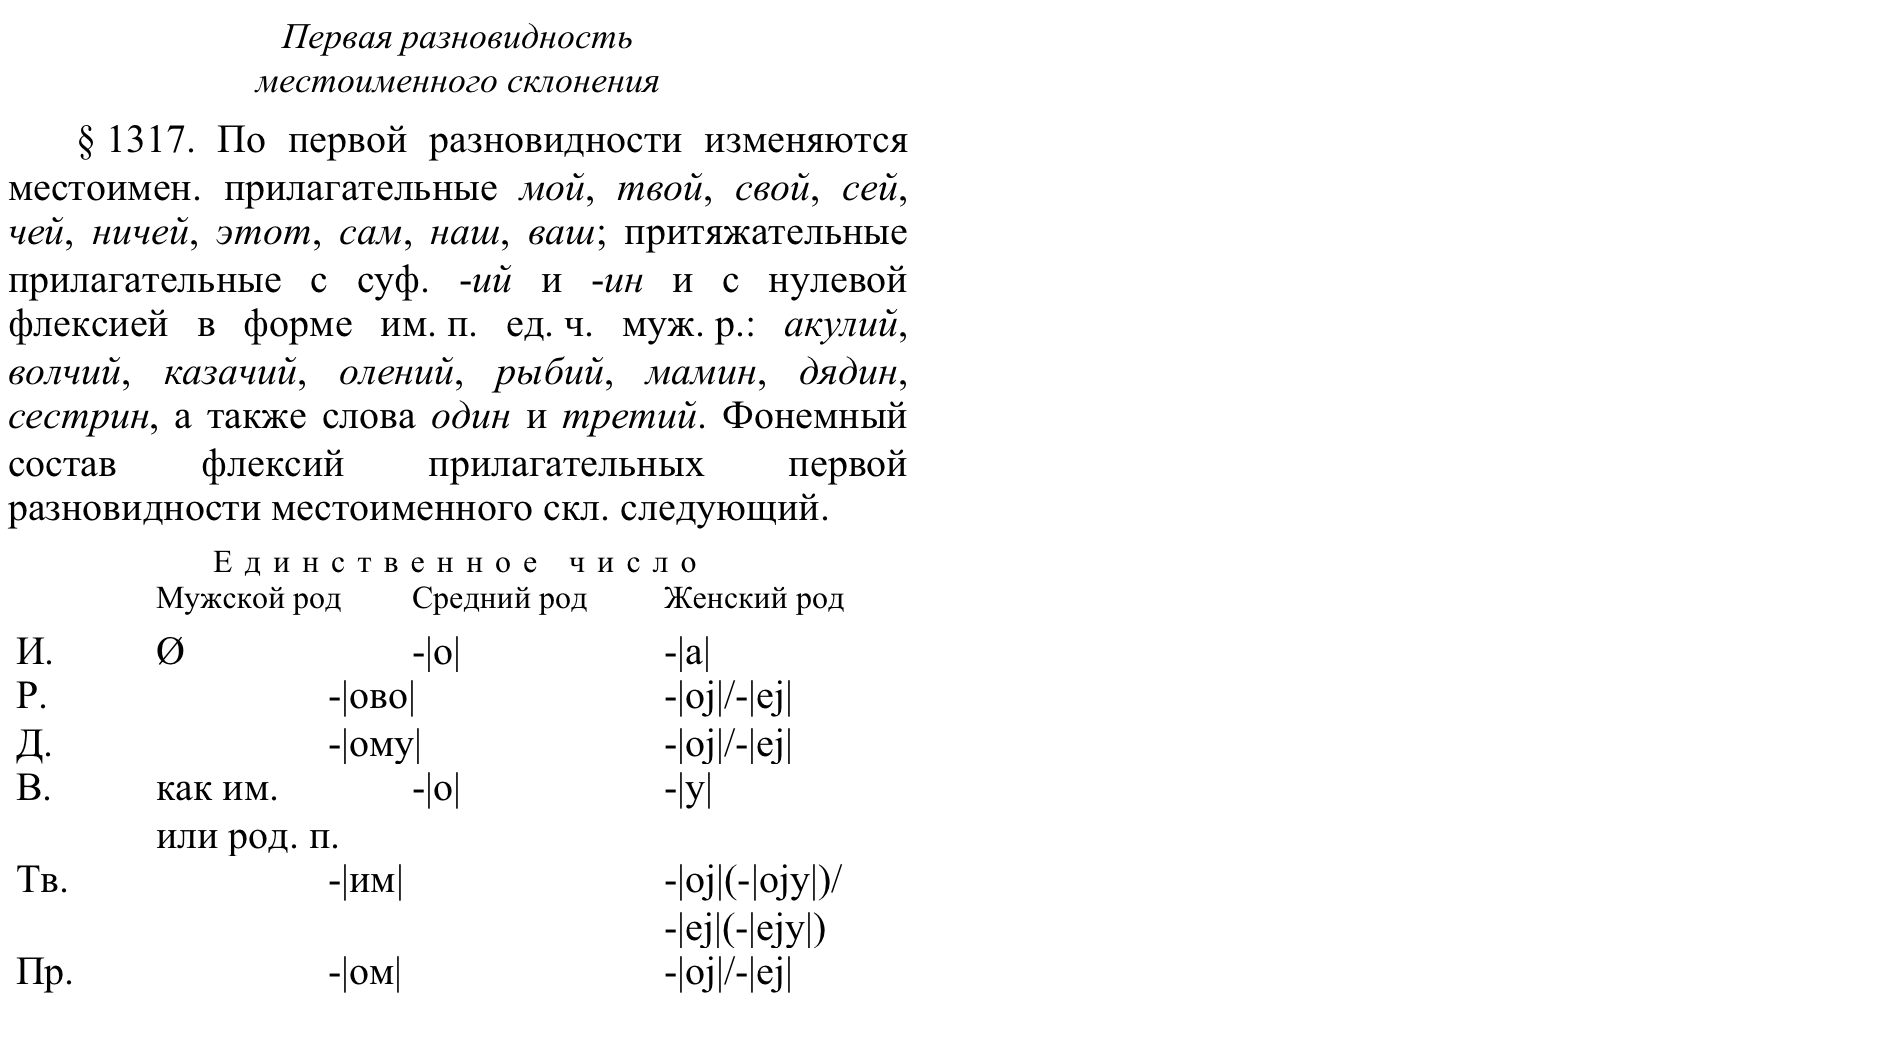 Первая разновидность
местоименного склонения
§ 1317. По первой разновидности изменяются
местоимен. прилагательные мой, твой, свой, сей,
чей, ничей, этот, сам, наш, ваш; притяжательные
прилагательные с суф. -ий и -ин и с нулевой
флексией в форме им. п. ед. ч. муж. р.: акулий,
волчий, казачий, олений, рыбий, мамин, дядин,
сестрин, а также слова один и третий. Фонемный
состав флексий прилагательных первой
разновидности местоименного скл. следующий.
Единственное число
Мужской род Средний род Женский род
И. Ø -|о| -|а|
Р. -|ово| -|оj|/-|еj|
Д. -|ому| -|оj|/-|еj|
В. как им. -|о| -|у|
или род. п.
Тв. -|им| -|оj|(-|оjу|)/
-|еj|(-|еjу|)
Пр. -|ом| -|оj|/-|еj|